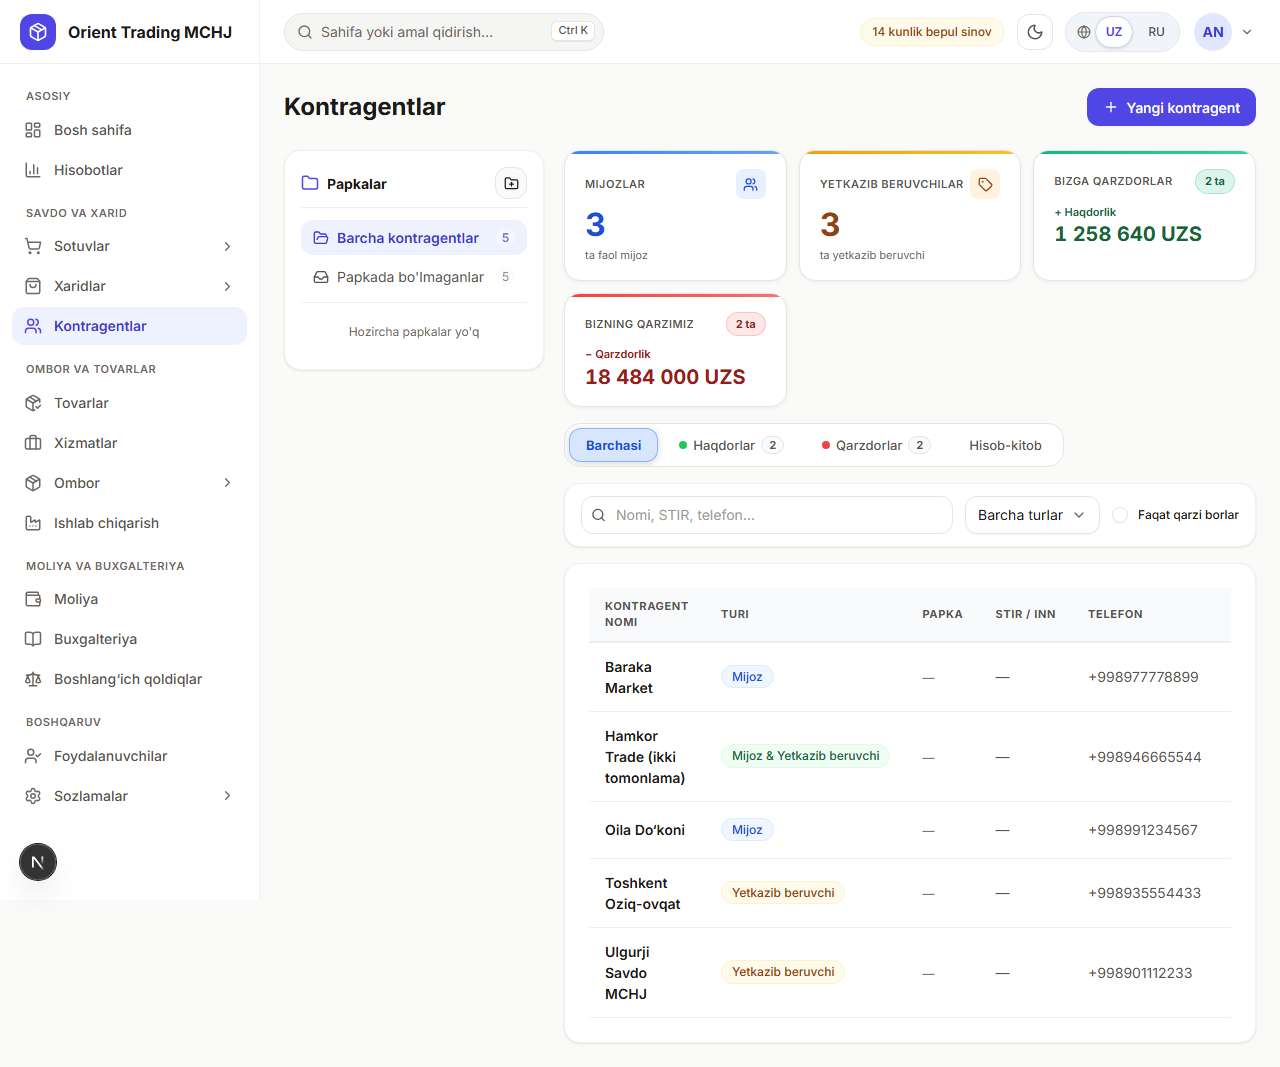 Orient Trading MCHJ
Sahifa yoki amal qidirish...
Ctrl K
14 kunlik bepul sinov
UZ
RU
AN
ASOSIY
Bosh sahifa
Hisobotlar
SAVDO VA XARID
Sotuvlar
Xaridlar
Kontragentlar
OMBOR VA TOVARLAR
Tovarlar
Xizmatlar
Ombor
Ishlab chiqarish
MOLIYA VA BUXGALTERIYA
Moliya
Buxgalteriya
Boshlang‘ich qoldiqlar
BOSHQARUV
Foydalanuvchilar
Sozlamalar
N
Kontragentlar
+ Yangi kontragent
Papkalar
Barcha kontragentlar 5
Papkada bo'lmaganlar 5
Hozircha papkalar yo'q
MIJOZLAR
3
ta faol mijoz
YETKAZIB BERUVCHILAR
3
ta yetkazib beruvchi
BIZGA QARZDORLAR 2 ta
+ Haqdorlik
1 258 640 UZS
BIZNING QARZIMIZ 2 ta
− Qarzdorlik
18 484 000 UZS
Barchasi
Haqdorlar 2
Qarzdorlar 2
Hisob-kitob
Nomi, STIR, telefon...
Barcha turlar
Faqat qarzi borlar
KONTRAGENT
NOMI
TURI
PAPKA
STIR / INN
TELEFON
Baraka
Market
Mijoz
—
—
+998977778899
Hamkor
Trade (ikki
tomonlama)
Mijoz & Yetkazib beruvchi
—
—
+998946665544
Oila Do‘koni
Mijoz
—
—
+998991234567
Toshkent
Oziq-ovqat
Yetkazib beruvchi
—
—
+998935554433
Ulgurji
Savdo
MCHJ
Yetkazib beruvchi
—
—
+998901112233